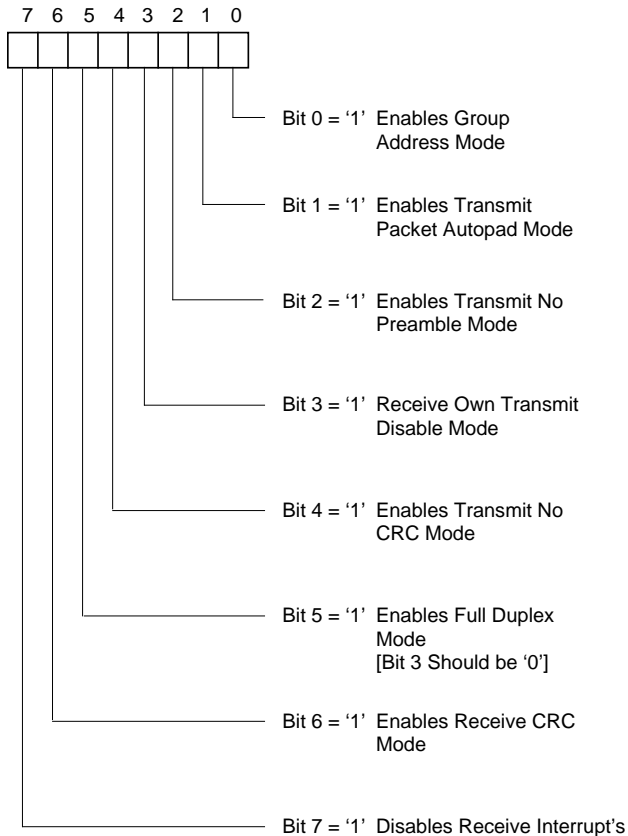 7 6 5 4 3 2 1 0
Bit 0 = ‘1’ Enables Group
Address Mode
Bit 1 = ‘1’ Enables Transmit
Packet Autopad Mode
Bit 2 = ‘1’ Enables Transmit No
Preamble Mode
Bit 3 = ‘1’ Receive Own Transmit
Disable Mode
Bit 4 = ‘1’ Enables Transmit No
CRC Mode
Bit 5 = ‘1’ Enables Full Duplex
Mode
[Bit 3 Should be ‘0’]
Bit 6 = ‘1’ Enables Receive CRC
Mode
Bit 7 = ‘1’ Disables Receive Interrupt's